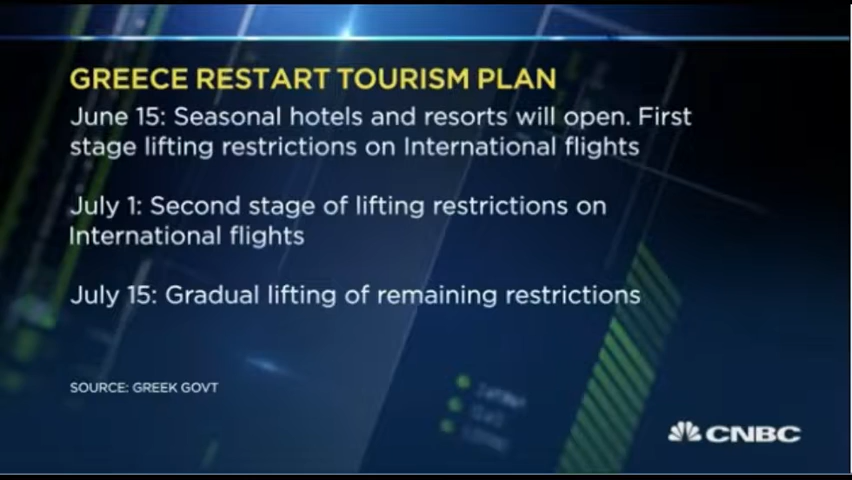 GREECE RESTART TOURISM PLAN
June 15: Seasonal hotels and resorts will open. First
stage lifting restrictions on International flights
July 1: Second stage of lifting restrictions on
International flights
July 15: Gradual lifting of remaining restrictions
SOURCE: GREEK GOVT
CNBC